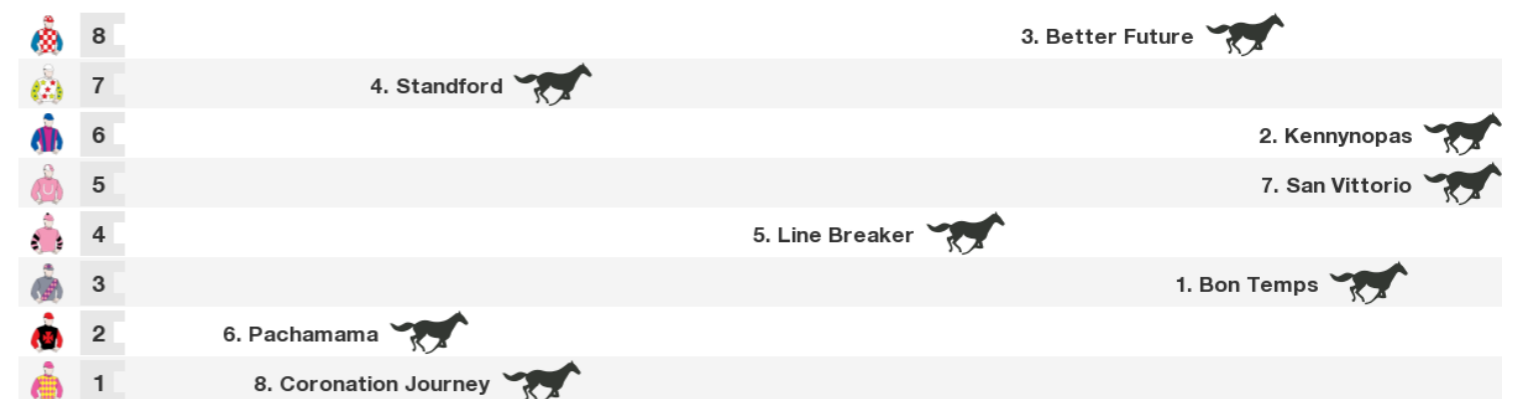 8 3. Better Future
7 4. Standford
6 2. Kennynopas
5 7. San Vittorio
4 5. Line Breaker
3 1. Bon Temps
2 6. Pachamama
1 8. Coronation Journey